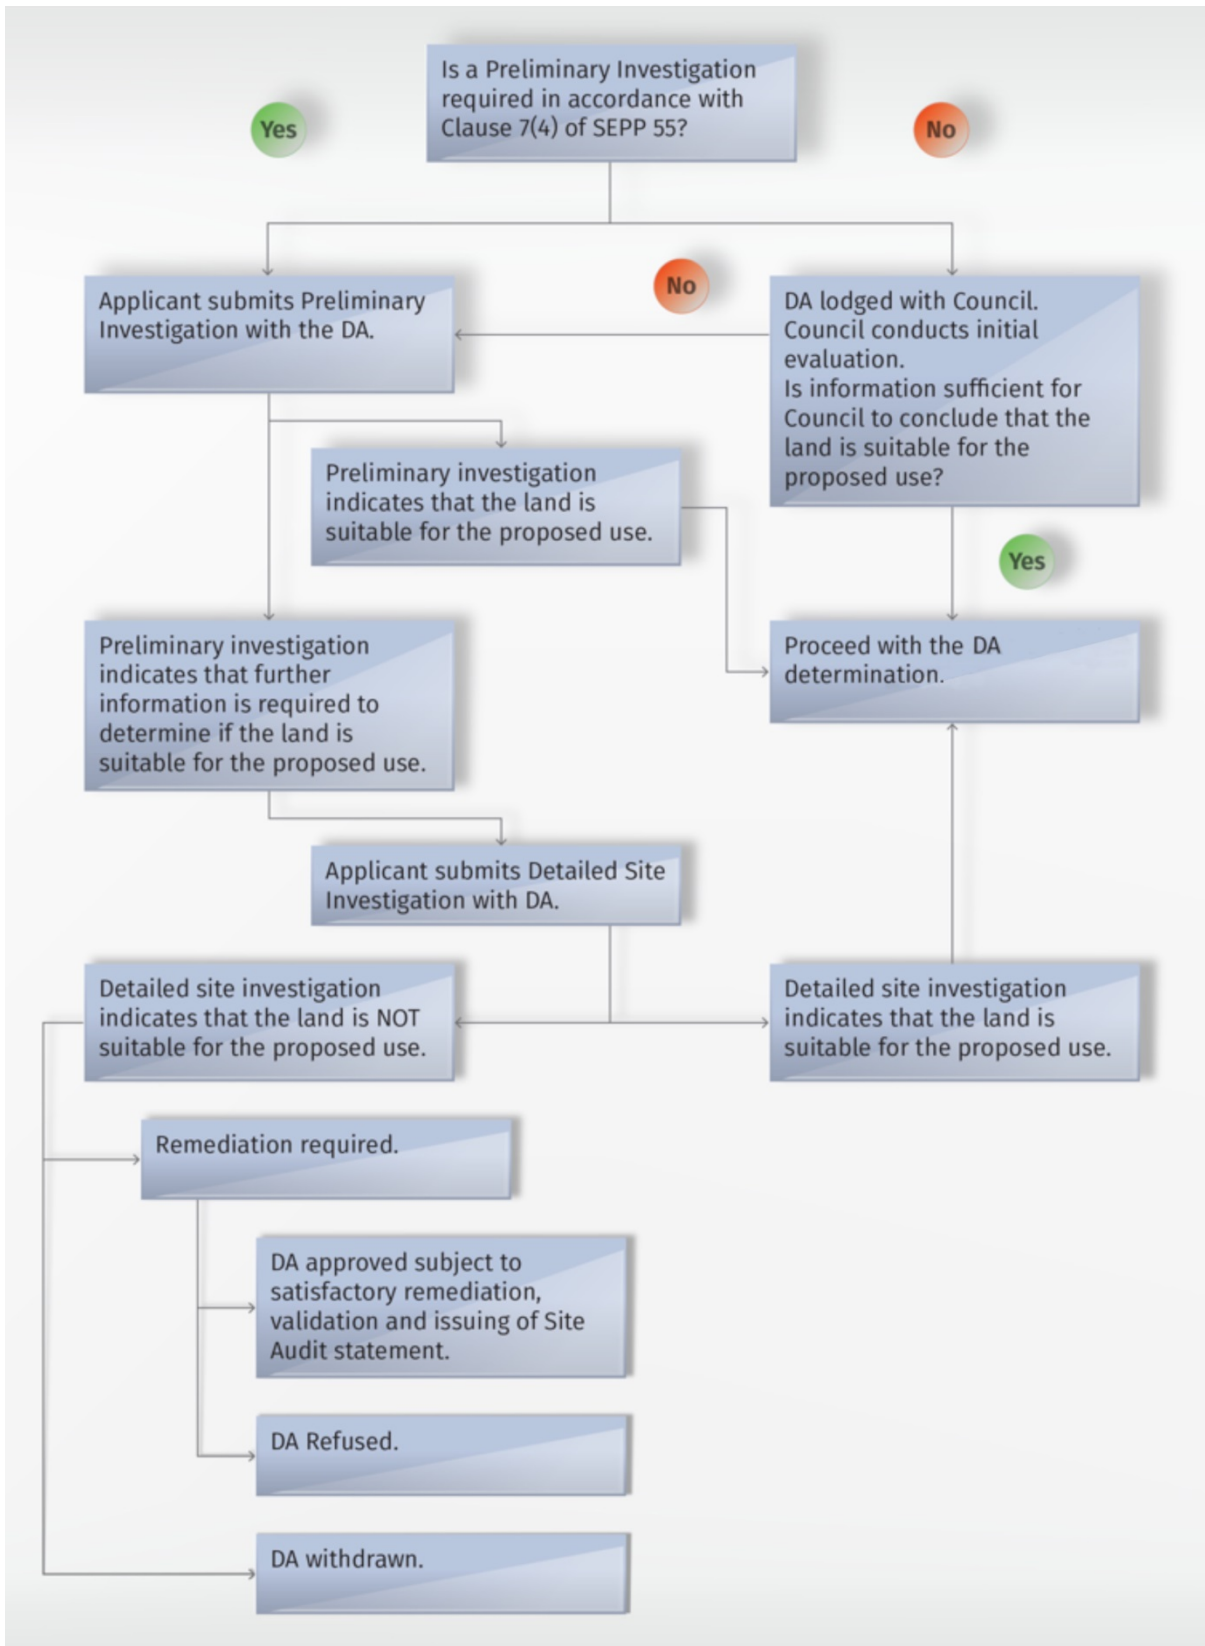 Is a Preliminary Investigation
required in accordance with
Clause 7(4) of SEPP 55?
Yes
No
Applicant submits Preliminary
Investigation with the DA.
No
DA lodged with Council.
Council conducts initial
evaluation.
Is information sufficient for
Council to conclude that the
land is suitable for the
proposed use?
Preliminary investigation
indicates that the land is
suitable for the proposed use.
Yes
Preliminary investigation
indicates that further
information is required to
determine if the land is
suitable for the proposed use.
Proceed with the DA
determination.
Applicant submits Detailed Site
Investigation with DA.
Detailed site investigation
indicates that the land is NOT
suitable for the proposed use.
Detailed site investigation
indicates that the land is
suitable for the proposed use.
Remediation required.
DA approved subject to
satisfactory remediation,
validation and issuing of Site
Audit statement.
DA Refused.
DA withdrawn.